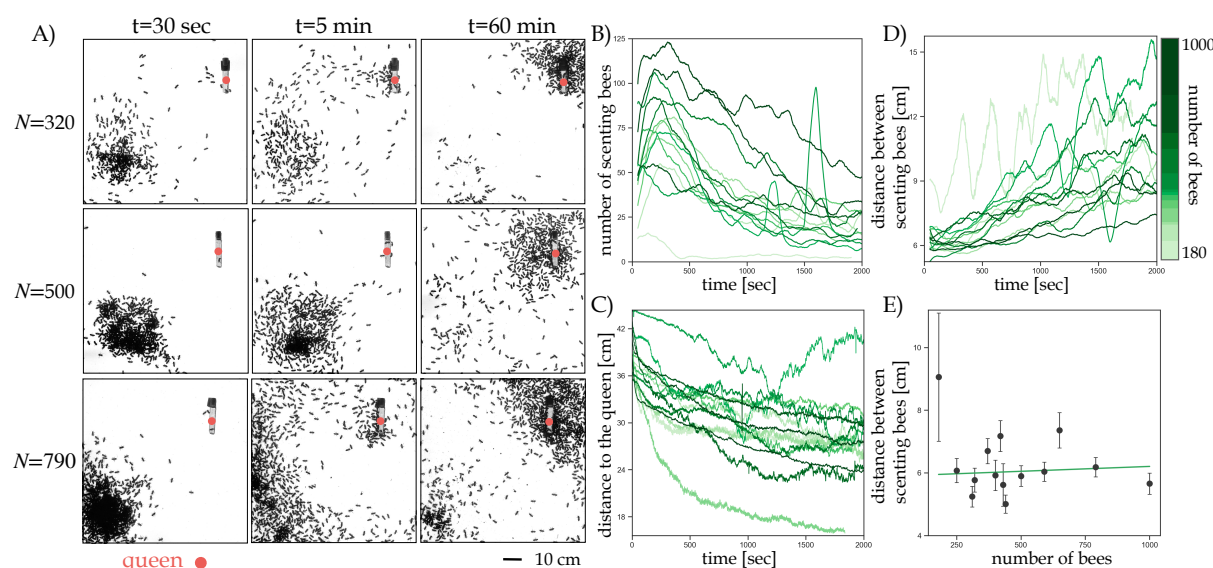 A)
t=30 sec
t=5 min
t=60 min
N=320
N=500
N=790
queen
10 cm
B)
number of scenting bees
125
100
75
50
25
0
0
500
1000
1500
2000
time [sec]
C)
distance to the queen [cm]
42
36
30
24
18
0
500
1000
1500
2000
time [sec]
D)
distance between
scenting bees [cm]
15
12
9
6
0
500
1000
1500
2000
time [sec]
1000
number of bees
180
E)
distance between
scenting bees [cm]
10
8
6
4
250
500
750
1000
number of bees